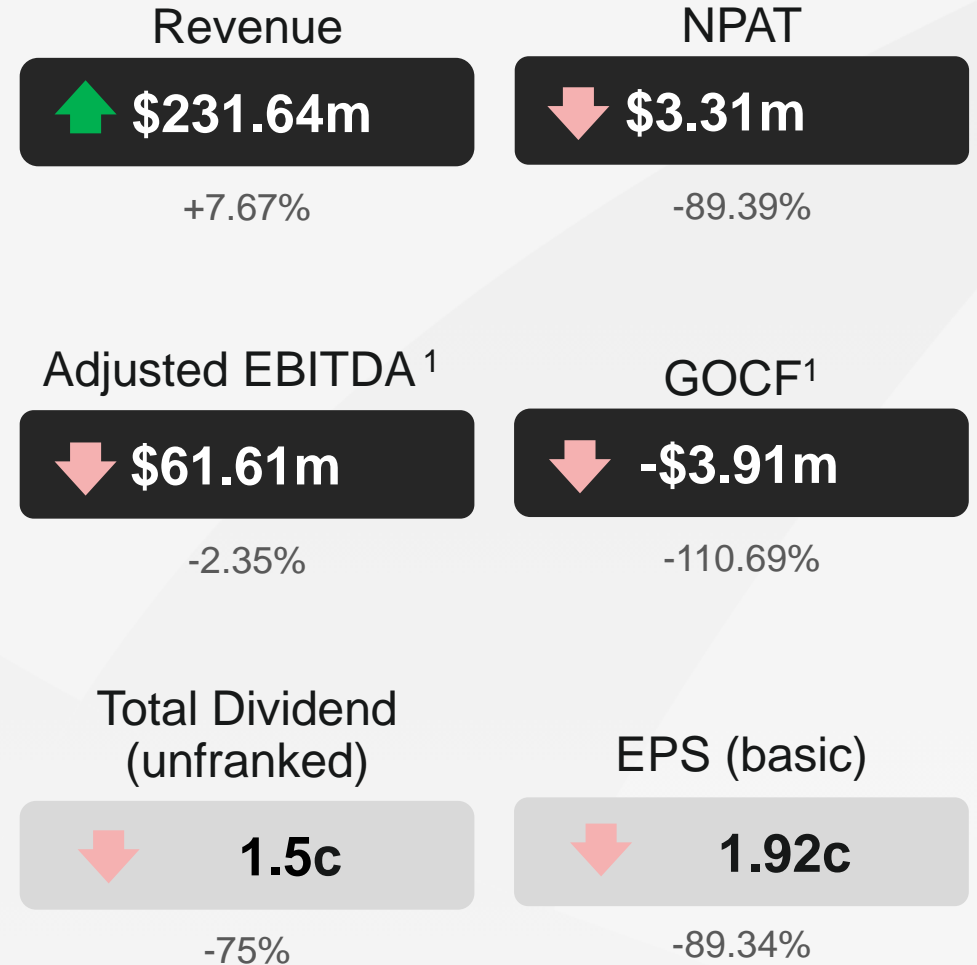 Revenue
$231.64m
+7.67%
NPAT
$3.31m
-89.39%
Adjusted EBITDA 1
$61.61m
-2.35%
GOCF1
-$3.91m
-110.69%
Total Dividend
(unfranked)
1.5c
-75%
EPS (basic)
1.92c
-89.34%